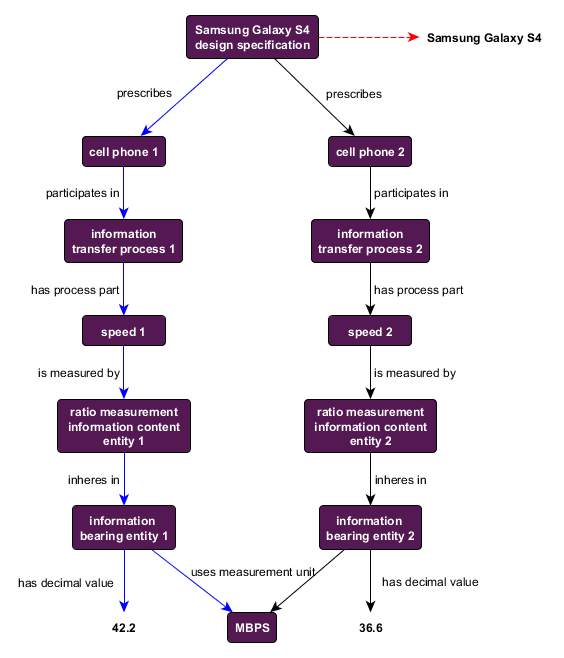 Samsung Galaxy S4
design specification
Samsung Galaxy S4
prescribes
prescribes
cell phone 1
cell phone 2
participates in
participates in
information
transfer process 1
information
transfer process 2
has process part
has process part
speed 1
speed 2
is measured by
is measured by
ratio measurement
information content
entity 1
ratio measurement
information content
entity 2
inheres in
inheres in
information
bearing entity 1
information
bearing entity 2
uses measurement unit
has decimal value
has decimal value
42.2
MBPS
36.6